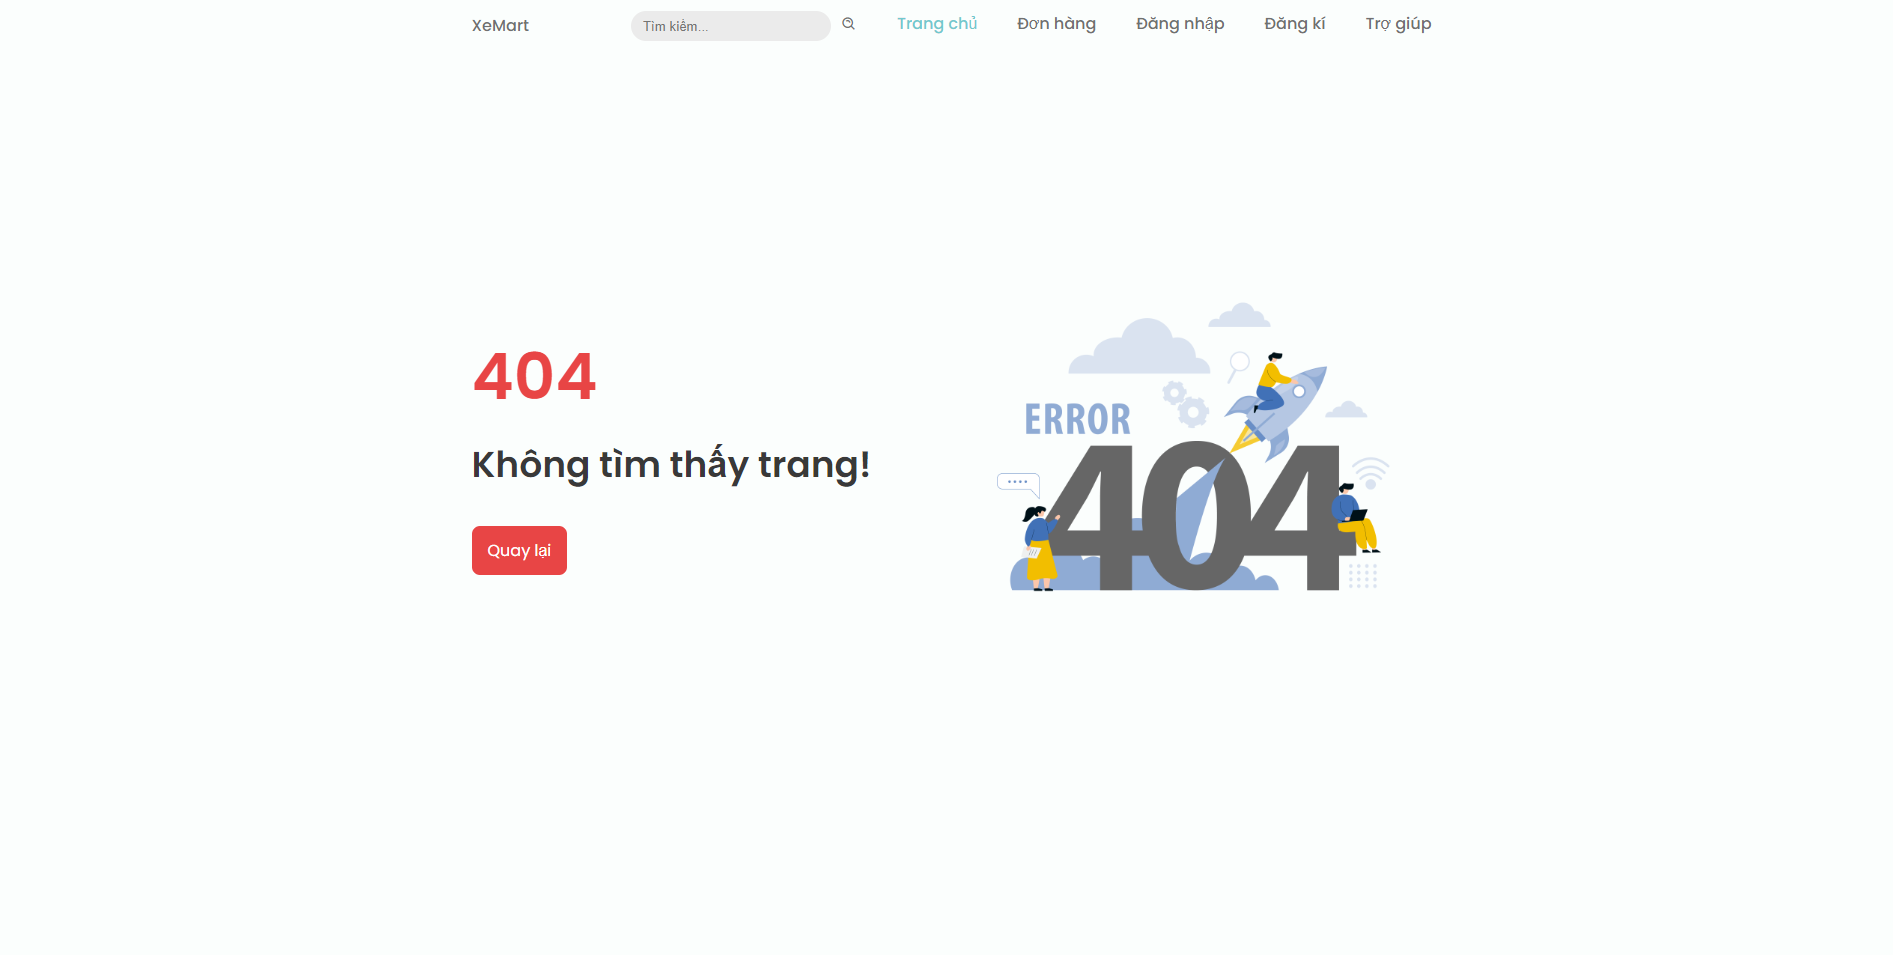 XeMart
Tìm kiếm...
Trang chủ
Đơn hàng
Đăng nhập
Đăng kí
Trợ giúp
404
Không tìm thấy trang!
Quay lại
ERROR
404